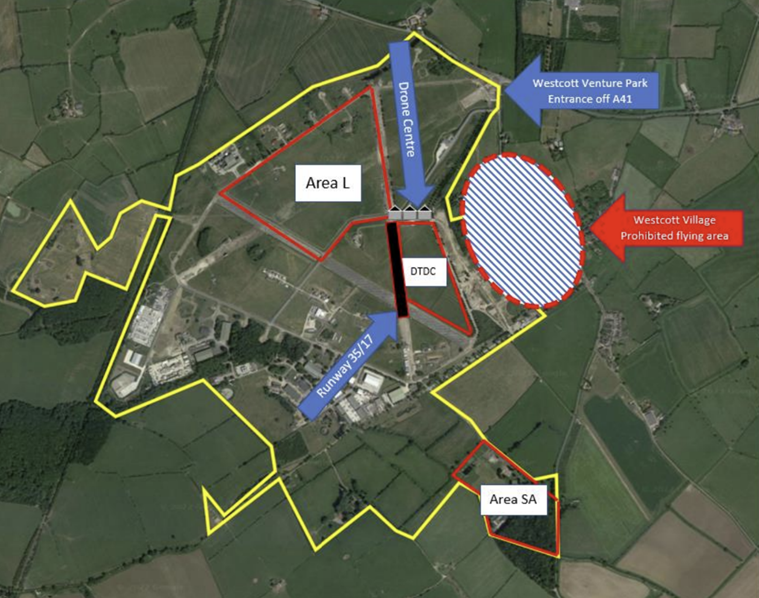 Westcott Venture Park
Entrance off A41
Drone Centre
Area L
Westcott Village
Prohibited flying area
DTDC
Runway 35/17
Area SA